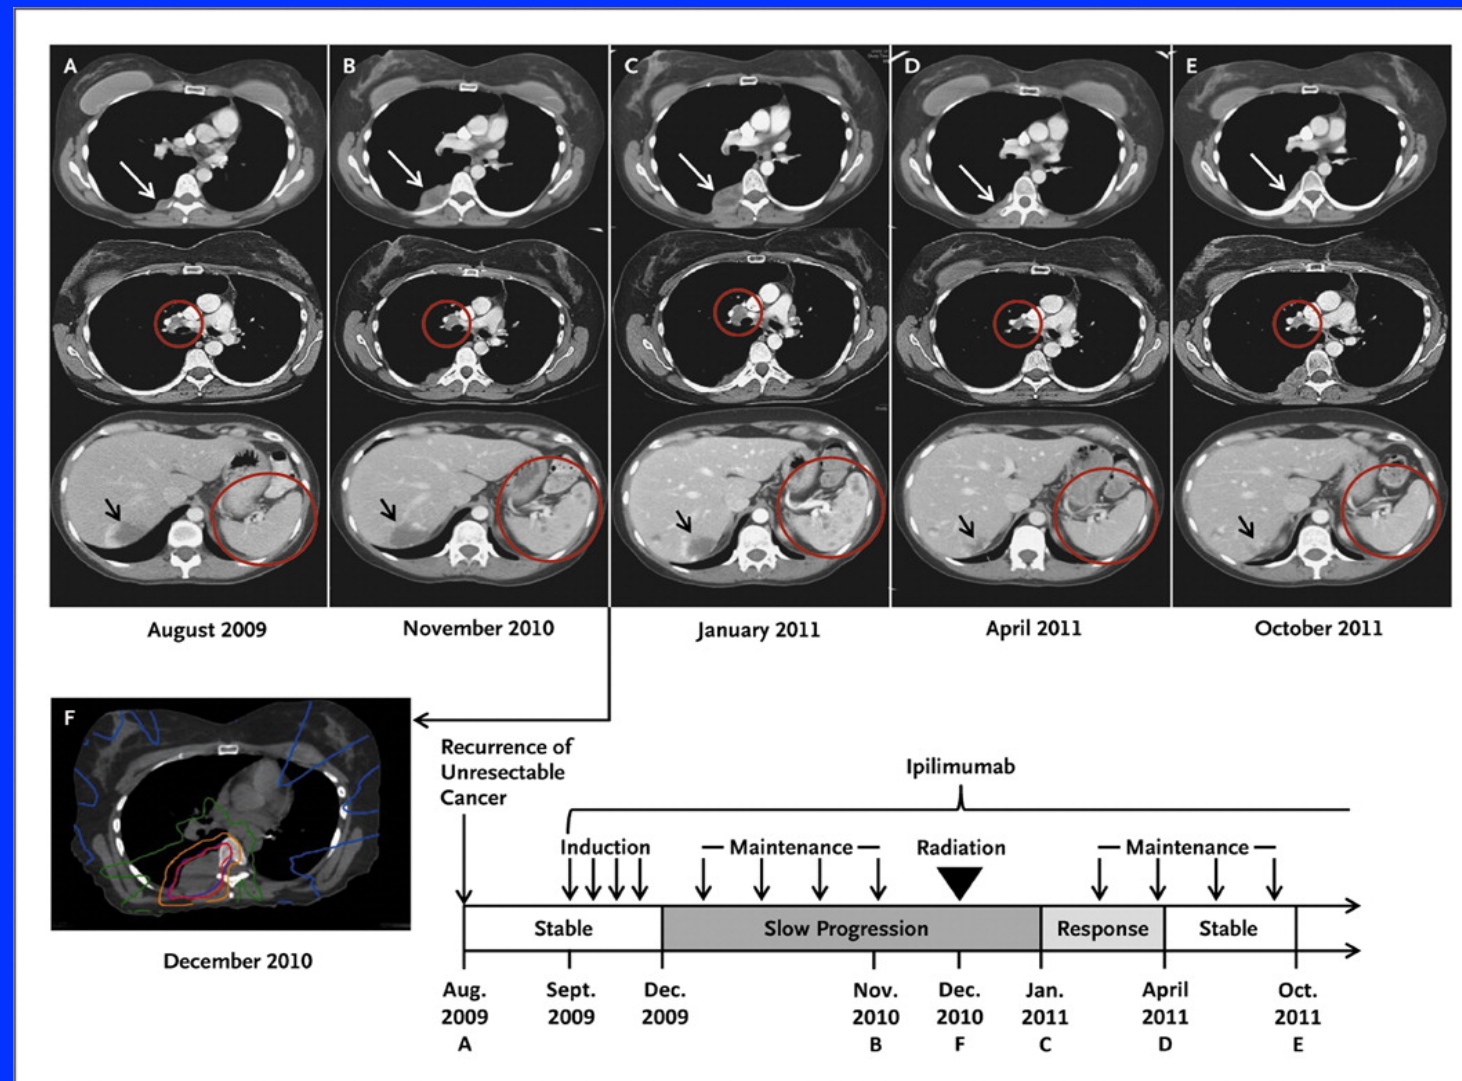 A
B
C
D
E
August 2009
November 2010
January 2011
April 2011
October 2011
F
December 2010
Recurrence of
Unresectable
Cancer
Ipilimumab
Induction
Maintenance
Radiation
Maintenance
Stable
Slow Progression
Response
Stable
Aug.
2009
A
Sept.
2009
Dec.
2009
Nov.
2010
B
Dec.
2010
F
Jan.
2011
C
April
2011
D
Oct.
2011
E